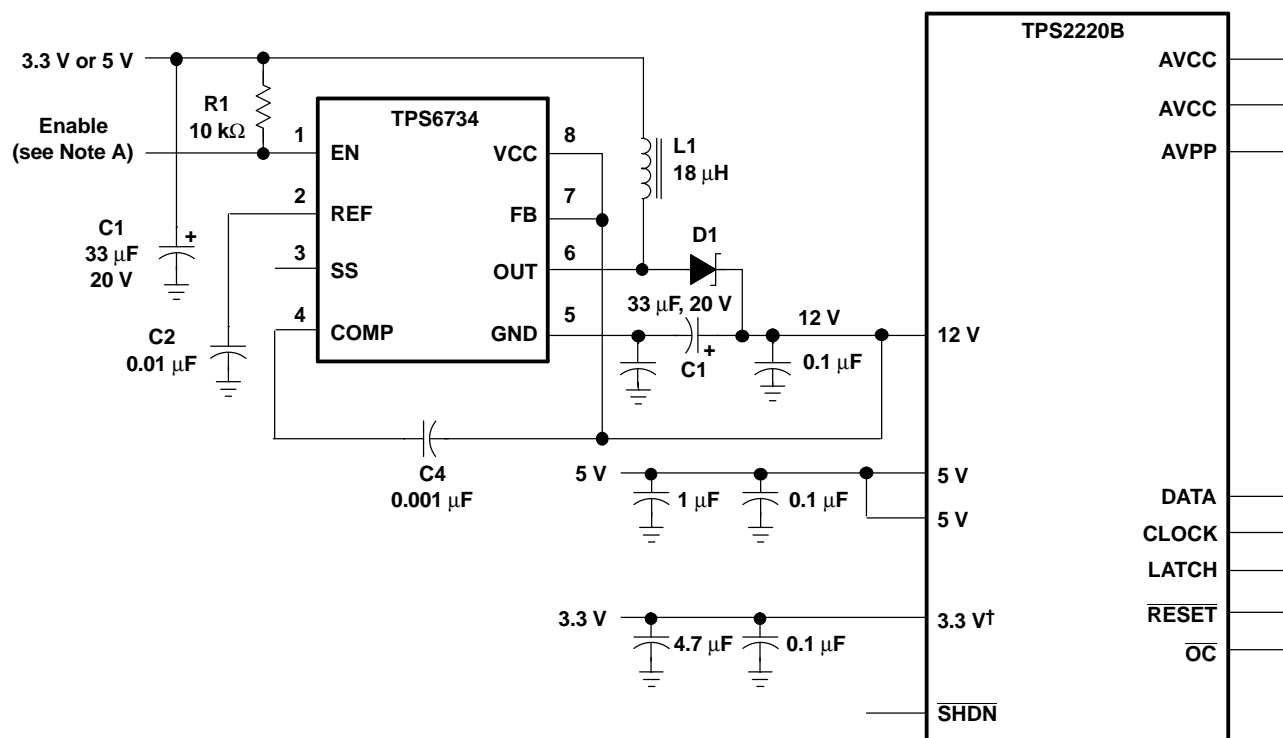 TPS2220B
3.3 V or 5 V
AVCC
R1
10 kΩ
TPS6734
AVCC
Enable
(see Note A)
1
EN
VCC
8
L1
18 μH
AVPP
2
REF
FB
7
C1
33 μF
20 V
+
3
SS
OUT
6
D1
33 μF, 20 V
4
COMP
GND
5
12 V
12 V
C2
0.01 μF
+
C1
0.1 μF
C4
0.001 μF
5 V
1 μF
0.1 μF
5 V
5 V
DATA
CLOCK
LATCH
3.3 V
4.7 μF
0.1 μF
3.3 V†
RESET
OC
SHDN